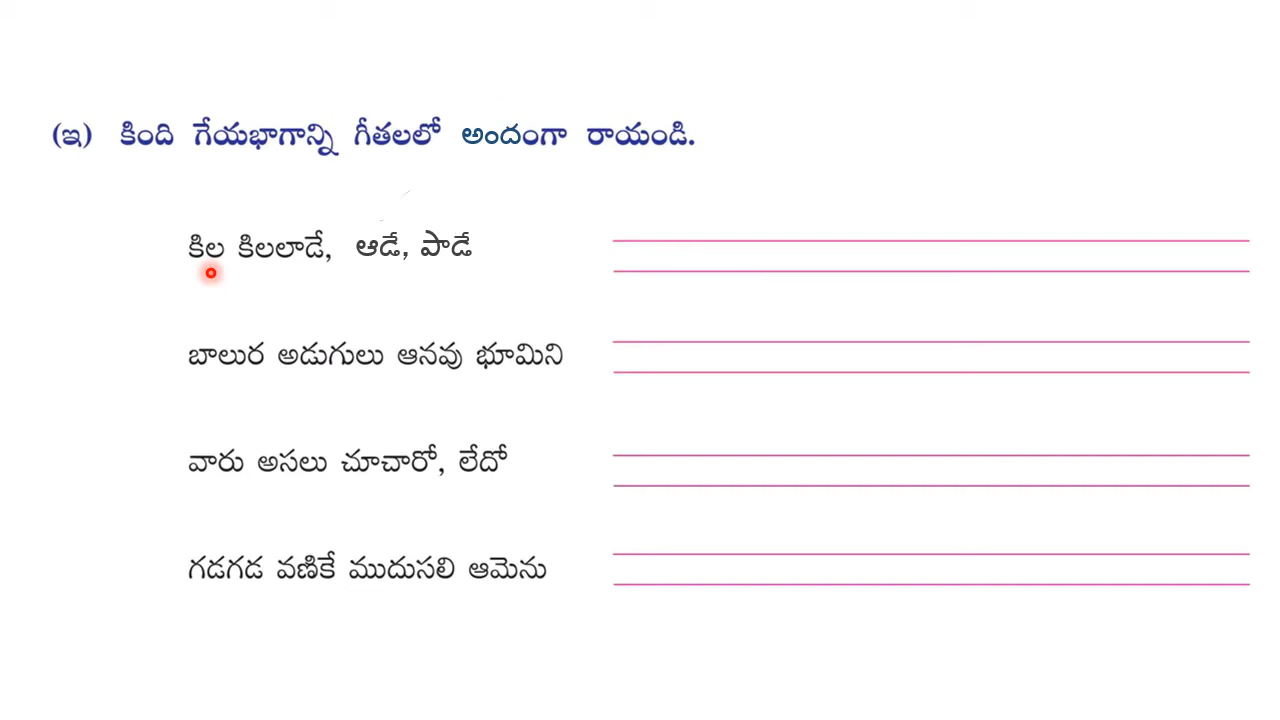 (ఇ) కింది గేయభాగాన్ని గీతలలో అందంగా రాయండి.
కిల కిలలాడే, ఆడే, పాడే
బాలుర అడుగులు ఆనవు భూమిని
వారు అసలు చూచారో, లేదో
గడగడ వణికే ముదుసలి ఆమెను